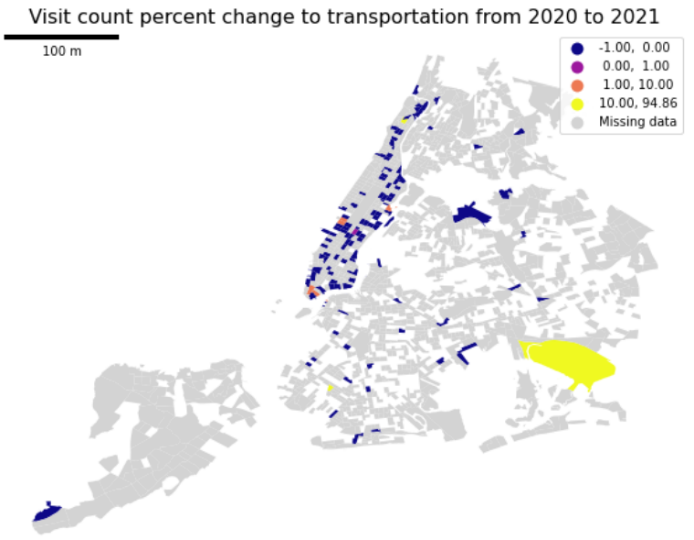 Visit count percent change to transportation from 2020 to 2021
100 m
-1.00, 0.00
0.00, 1.00
1.00, 10.00
10.00, 94.86
Missing data